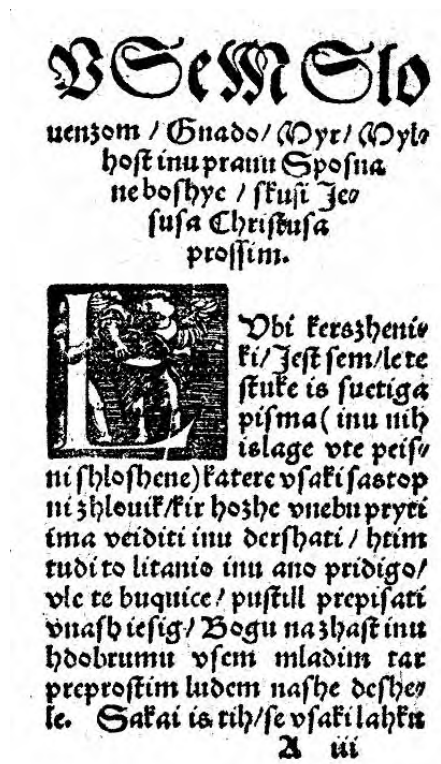 VSeM Slo
uenzom / Gnado/ Myr/ Myl⸗
host inu prauu Sposna
ne boshye / skusi Je⸗
susa Christusa
prossim.
LVbi kerszheni⸗
ki/ Jest sem/ le te
stuke is suetiga
pisma ( inu nih
islage vte peis⸗
ni shloshene) katere vsaki sastop
ni zhlouik/ kir hozhe vnebu pryti
ima veiditi inu dershati / htim
tudi to litanio inu ano pridigo/
vle te buquice/ pustill prepisati
vnash iesig/ Bogu na zhast inu
hdobrumu vsem mladim tar
preprostim ludem nashe deshe⸗
le. Sakai is tih/ se vsaki lahku
A iii